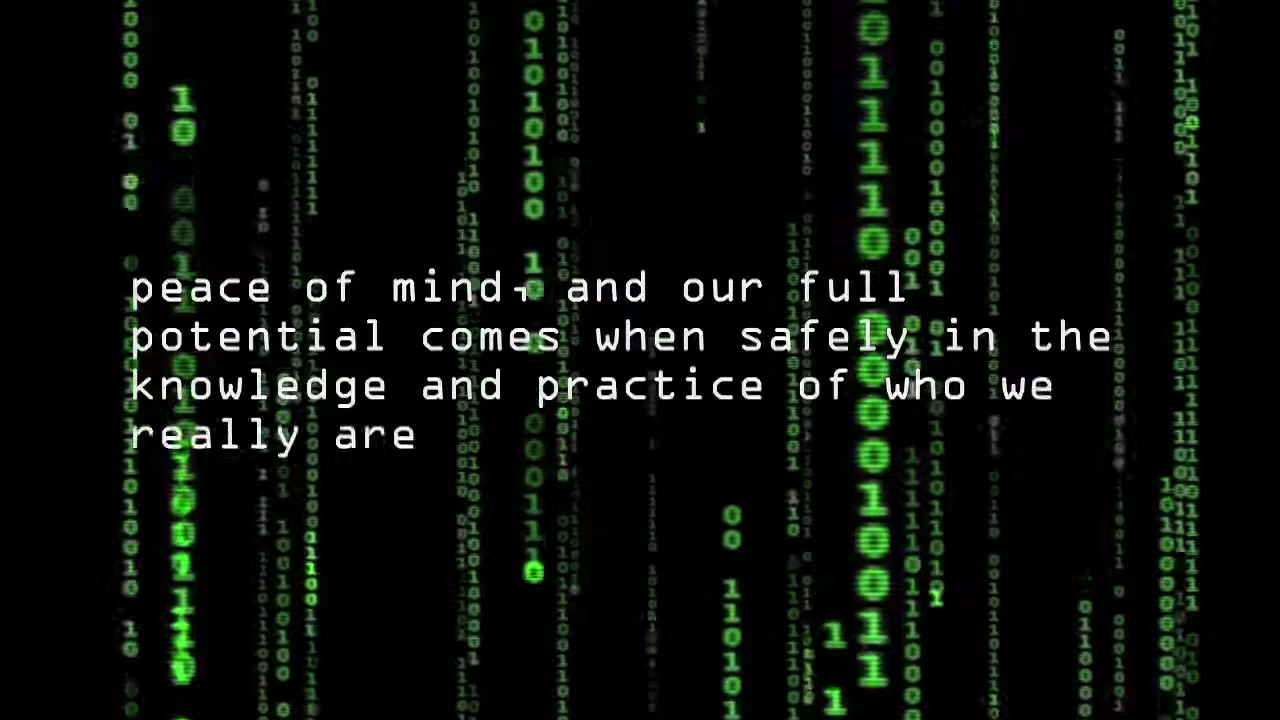 peace of mind¬ and our full
potential comes when safely in the
knowledge and practice of who we
really are